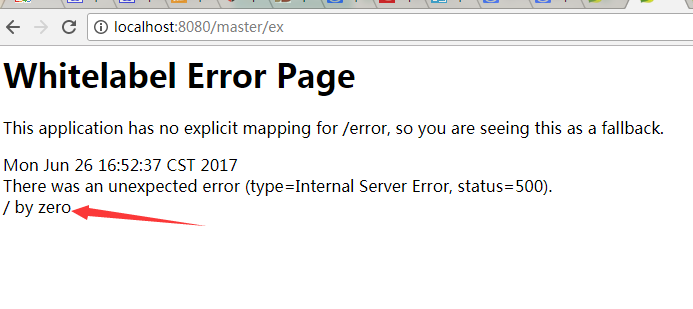 localhost:8080/master/ex
Whitelabel Error Page
This application has no explicit mapping for /error, so you are seeing this as a fallback.
Mon Jun 26 16:52:37 CST 2017
There was an unexpected error (type=Internal Server Error, status=500).
/ by zero